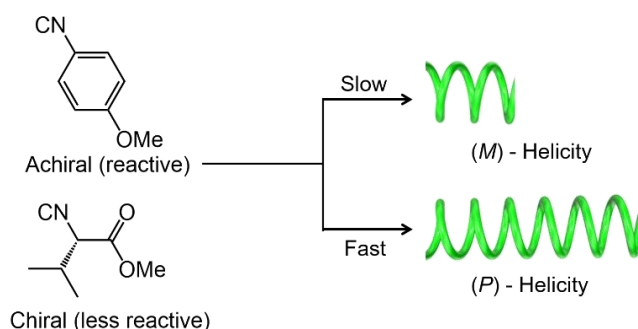 CN
OMe
Achiral (reactive)
CN
O
OMe
Chiral (less reactive)
Slow
(M) - Helicity
Fast
(P) - Helicity